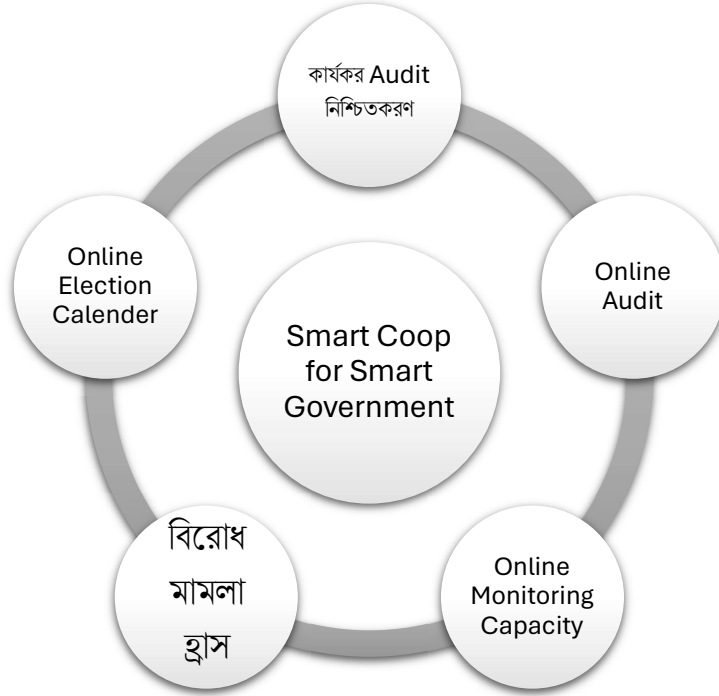 কার্যকর Audit
নিশ্চিতকরণ
Online
Audit
Online
Monitoring
Capacity
বিরোধ
মামলা
হ্রাস
Online
Election
Calender
Smart Coop
for Smart
Government